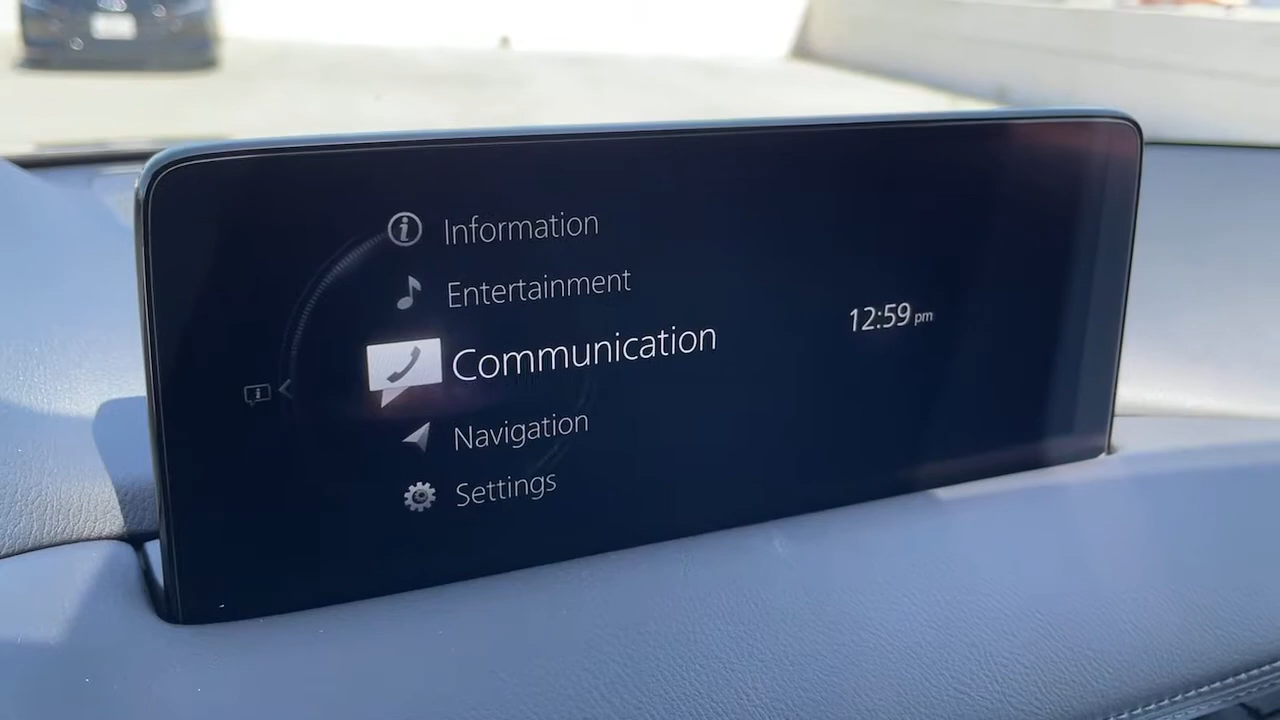 Information
Entertainment
Communication
12:59 pm
Navigation
Settings